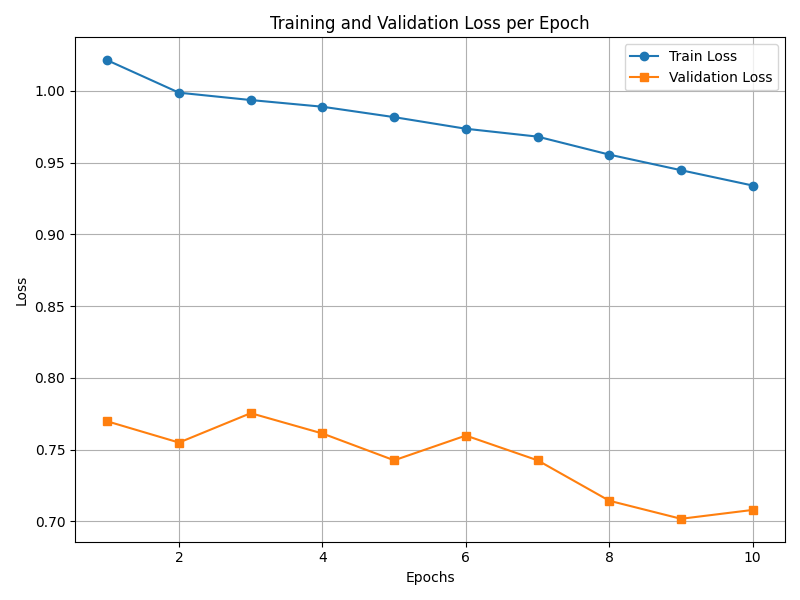 Training and Validation Loss per Epoch
Train Loss
Validation Loss
1.00
0.95
0.90
0.85
0.80
0.75
0.70
Loss
2 4 6 8 10
Epochs